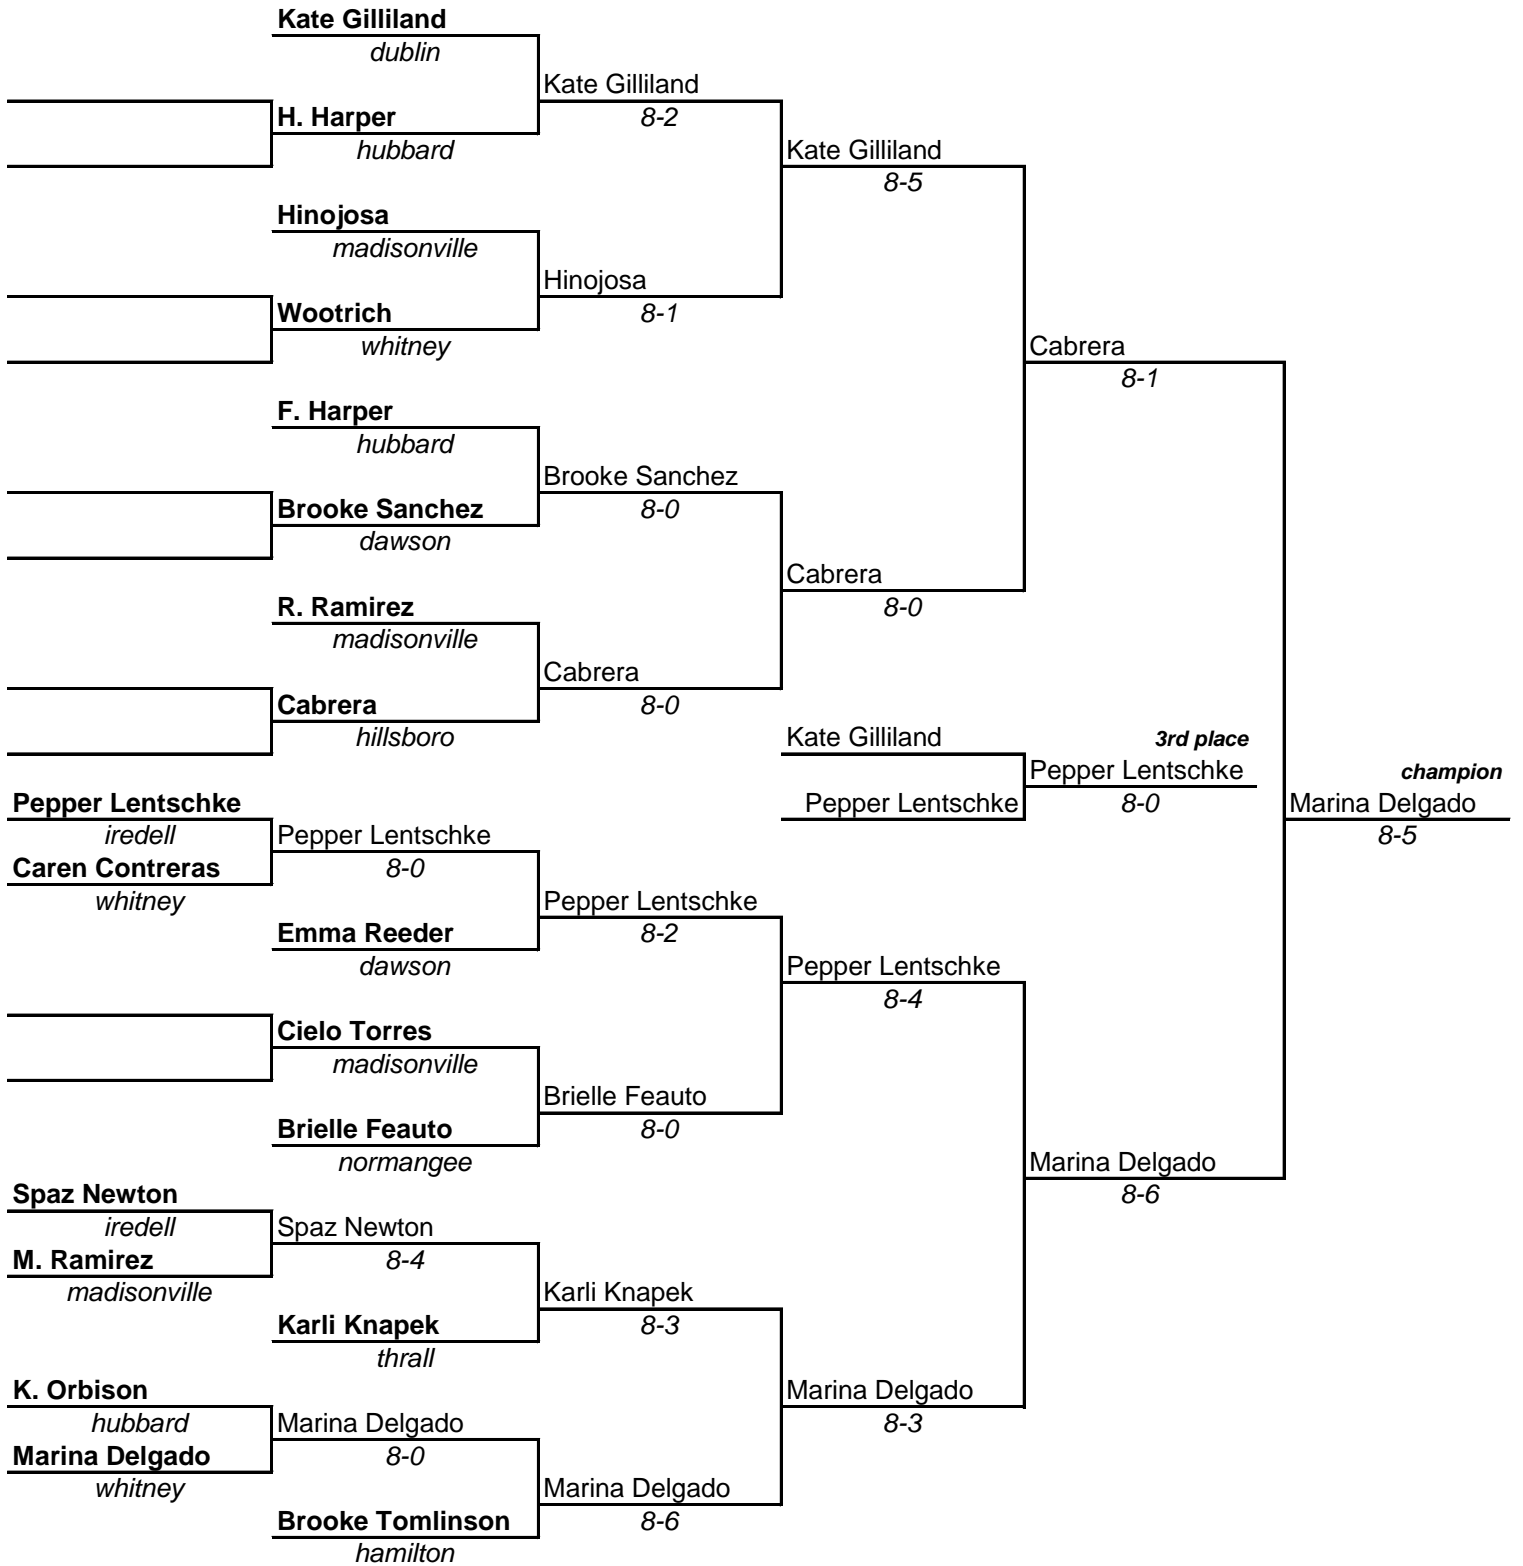 Kate Gilliland
dublin
Kate Gilliland
8-2
H. Harper
hubbard
Kate Gilliland
8-5
Hinojosa
madisonville
Hinojosa
8-1
Wootrich
whitney
Cabrera
8-1
F. Harper
hubbard
Brooke Sanchez
8-0
Brooke Sanchez
dawson
Cabrera
8-0
R. Ramirez
madisonville
Cabrera
8-0
Cabrera
hillsboro
Kate Gilliland
3rd place
Pepper Lentschke
8-0
champion
Pepper Lentschke
Marina Delgado
8-5
Pepper Lentschke
iredell
Pepper Lentschke
8-0
Caren Contreras
whitney
Pepper Lentschke
8-2
Emma Reeder
dawson
Pepper Lentschke
8-4
Cielo Torres
madisonville
Brielle Feauto
8-0
Brielle Feauto
normangee
Marina Delgado
8-6
Spaz Newton
iredell
Spaz Newton
8-4
M. Ramirez
madisonville
Karli Knapek
8-3
Karli Knapek
thrall
Marina Delgado
8-3
K. Orbison
hubbard
Marina Delgado
8-0
Marina Delgado
whitney
Marina Delgado
8-6
Brooke Tomlinson
hamilton